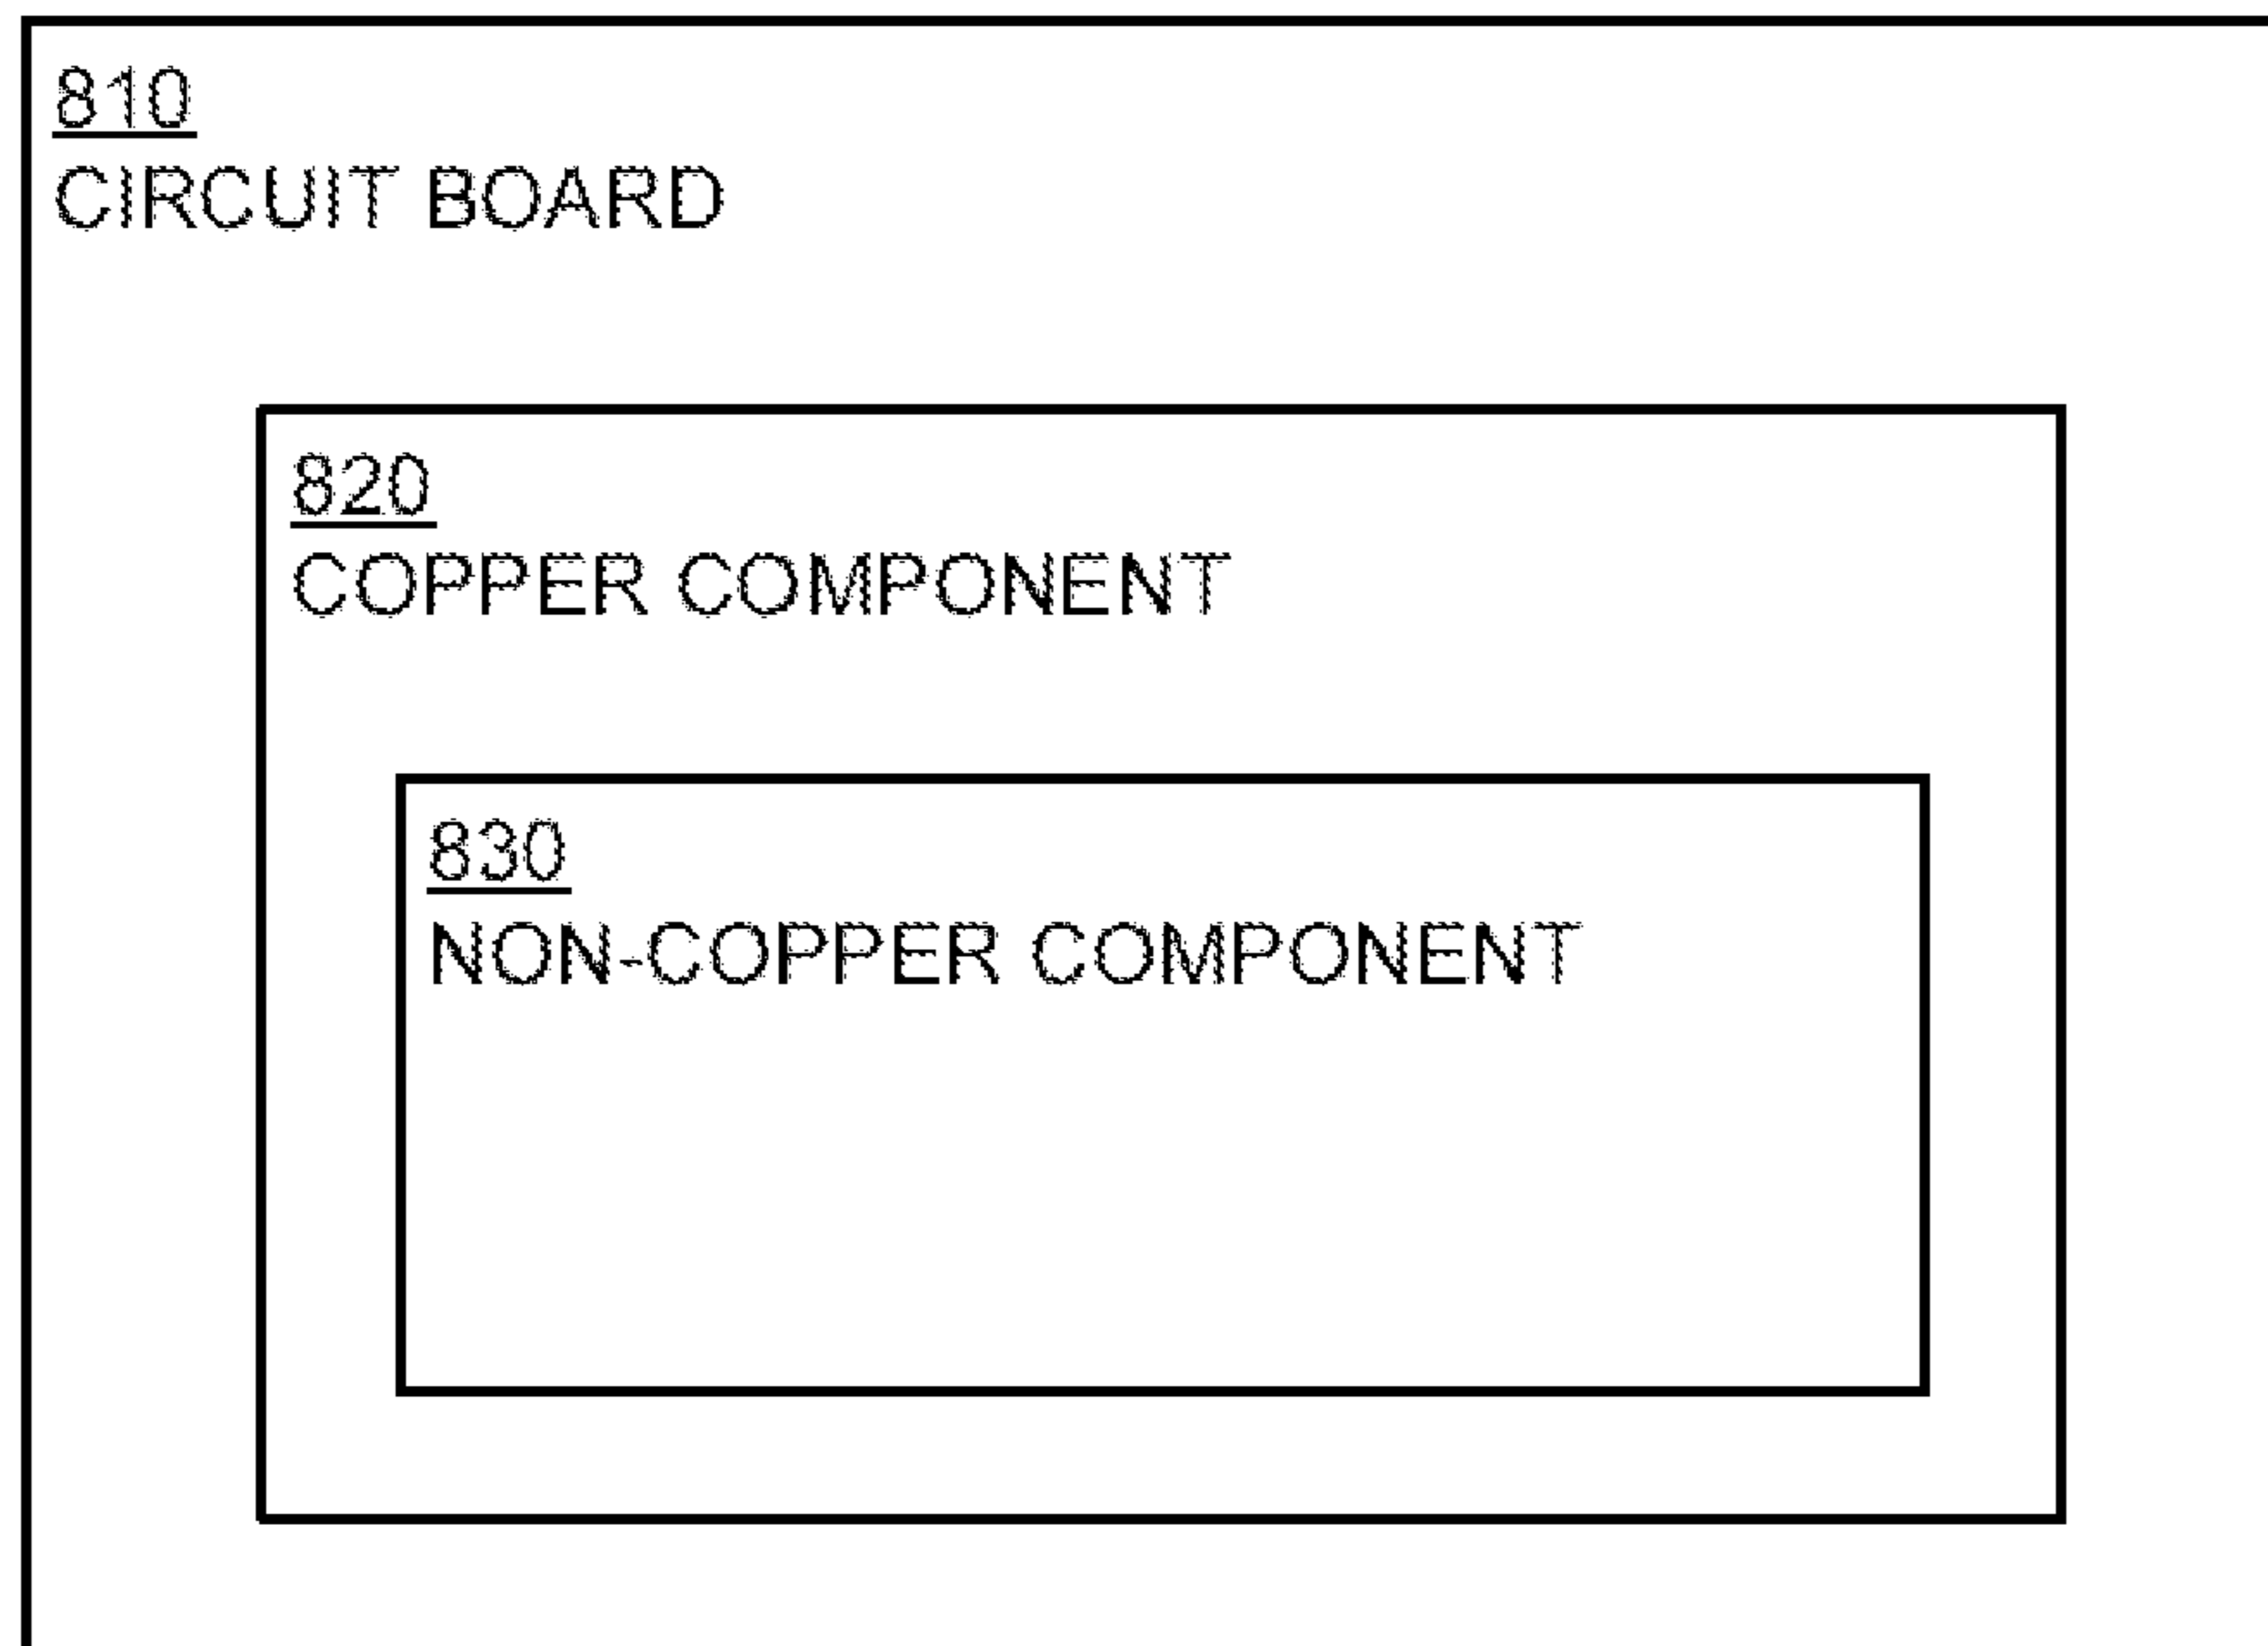 810
CIRCUIT BOARD
820
COPPER COMPONENT
830
NON-COPPER COMPONENT